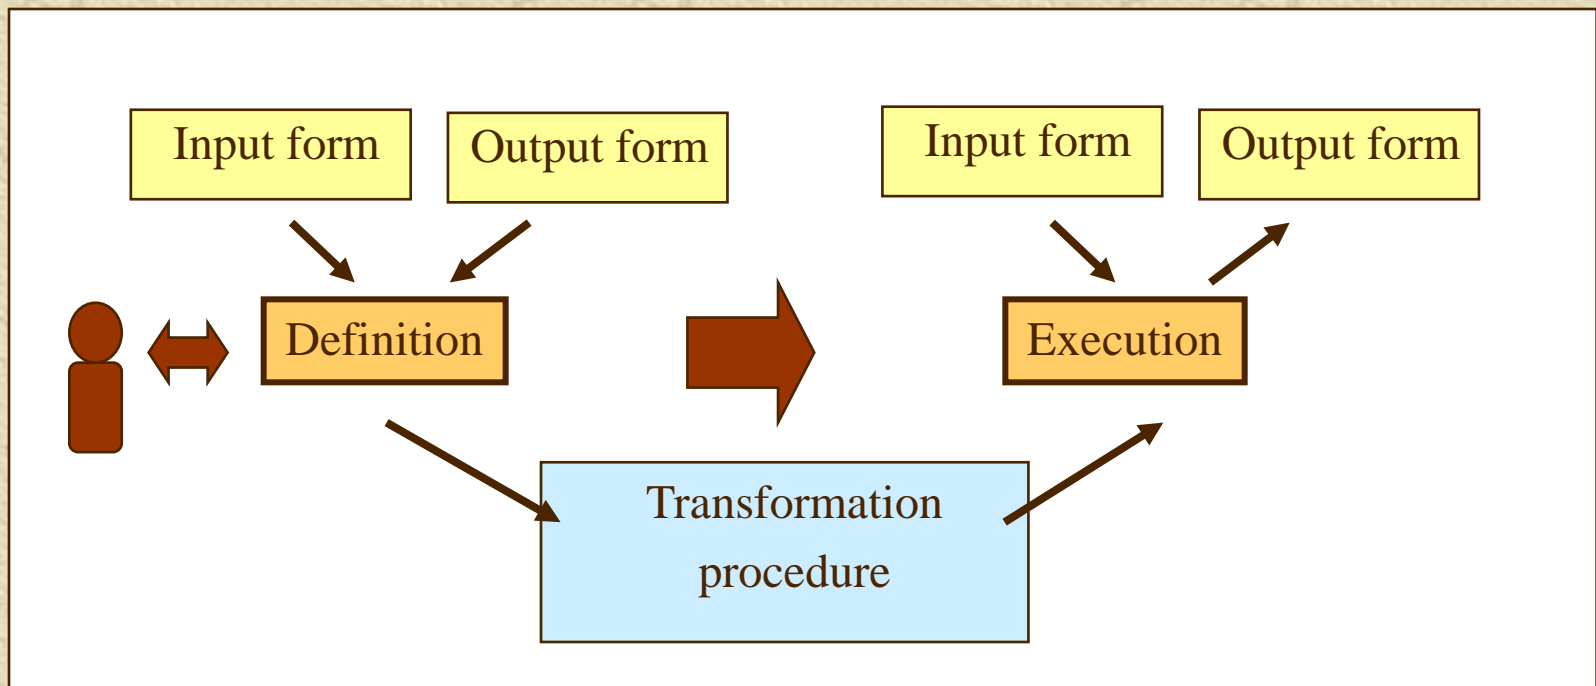 Input form
Output form
Input form
Output form
Definition
Execution
Transformation
procedure